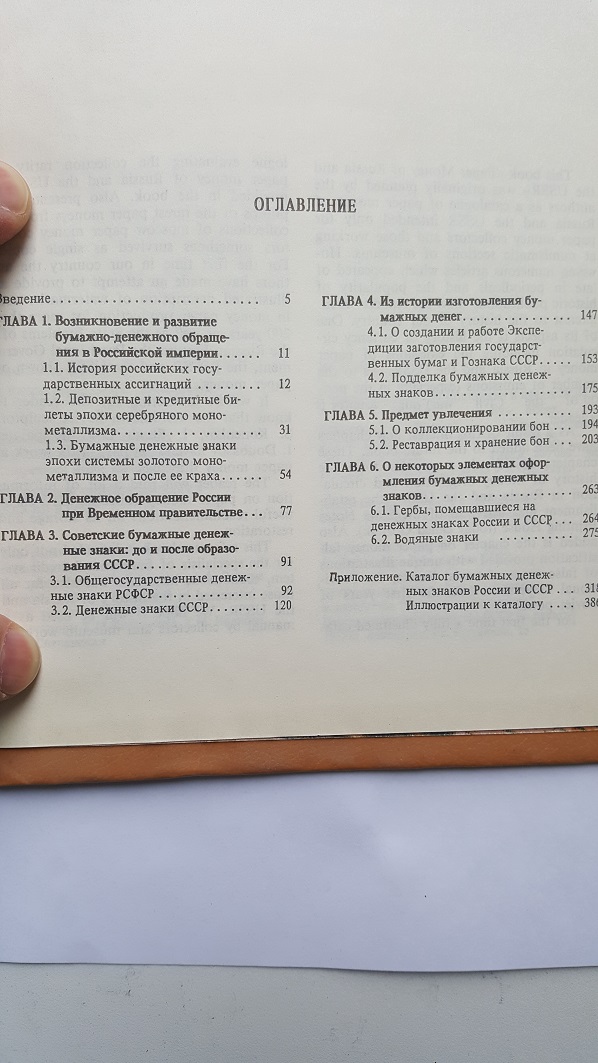 ОГЛАВЛЕНИЕ
Введение............................ 5
ГЛАВА 1. Возникновение и развитие
бумажно-денежного обраще-
ния в Российской империи...... 11
1.1. История российских госу-
дарственных ассигнаций ......... 12
1.2. Депозитные и кредитные би-
леты эпохи серебряного моно-
металлизма.................... 31
1.3. Бумажные денежные знаки
эпохи системы золотого моно-
металлизма и после ее краха...... 54
ГЛАВА 2. Денежное обращение России
при Временном правительстве... 77
ГЛАВА 3. Советские бумажные денеж-
ные знаки: до и после образо-
вания СССР.................. 91
3.1. Общегосударственные денеж-
ные знаки РСФСР ............... 92
3.2. Денежные знаки СССР........ 120
ГЛАВА 4. Из истории изготовления бу-
мажных денег................ 147
4.1. О создании и работе Экспе-
диции заготовления государст-
венных бумаг и Гознака СССР..... 153
4.2. Подделка бумажных денеж-
ных знаков.................... 175
ГЛАВА 5. Предмет увлечения .......... 193
5.1. О коллекционировании бон ... 194
5.2. Реставрация и хранение бон ... 203
ГЛАВА 6. О некоторых элементах офор-
мления бумажных денежных
знаков...................... 263
6.1. Гербы, помещавшиеся на
денежных знаках России и СССР... 264
6.2. Водяные знаки ........... 275
Приложение. Каталог бумажных денеж-
ных знаков России и СССР ... 318
Иллюстрации к каталогу .... 386